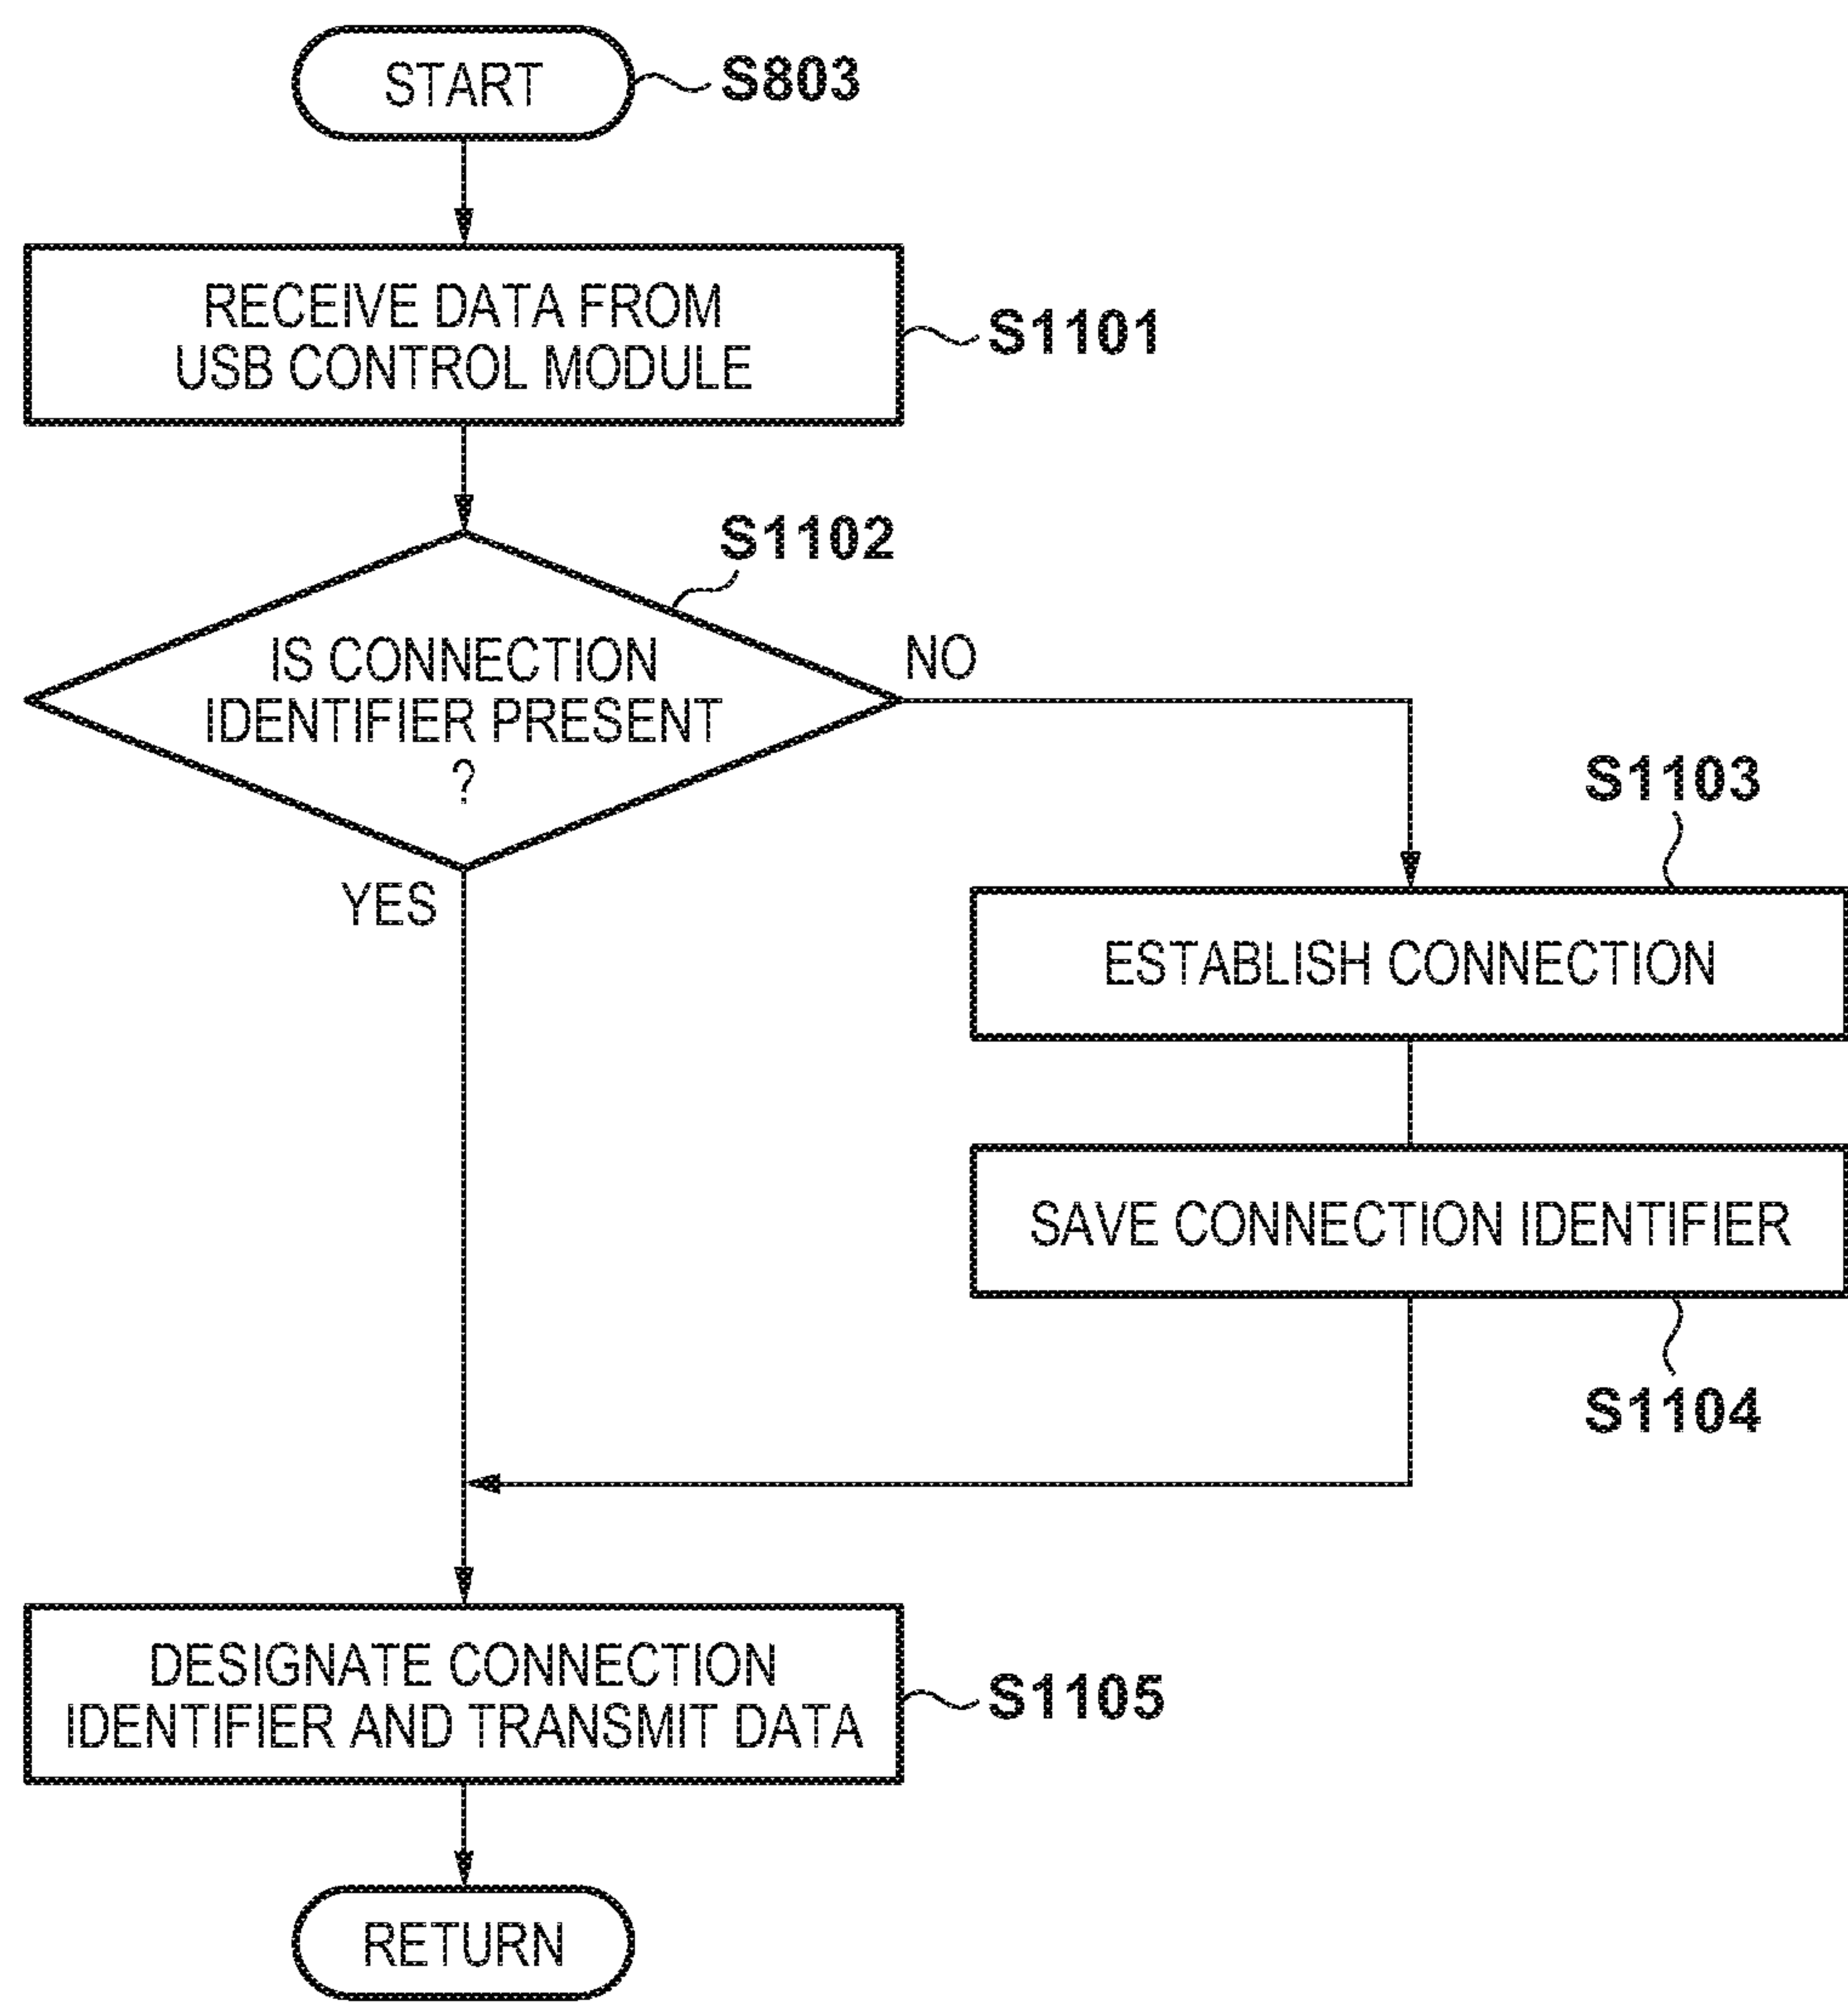 START
S803
RECEIVE DATA FROM
USB CONTROL MODULE
S1101
S1102
IS CONNECTION
IDENTIFIER PRESENT
?
NO
YES
S1103
ESTABLISH CONNECTION
SAVE CONNECTION IDENTIFIER
S1104
DESIGNATE CONNECTION
IDENTIFIER AND TRANSMIT DATA
S1105
RETURN